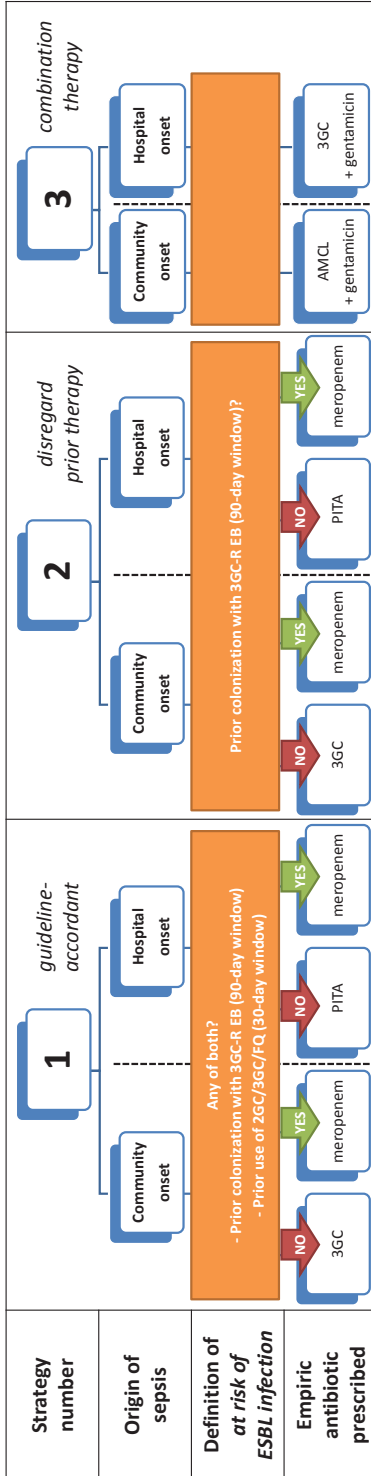 Strategy
number
1
guideline-
accordant
2
disregard
prior therapy
3
combination
therapy
Origin of
sepsis
Community
onset
Hospital
onset
Community
onset
Hospital
onset
Community
onset
Hospital
onset
Definition of
at risk of
ESBL infection
Any of both?
- Prior colonization with 3GC-R EB (90-day window)
- Prior use of 2GC/3GC/FQ (30-day window)
Prior colonization with 3GC-R EB (90-day window)?
Empiric
antibiotic
prescribed
NO
3GC
YES
meropenem
NO
PITA
YES
meropenem
NO
3GC
YES
meropenem
NO
PITA
YES
meropenem
AMCL
+ gentamicin
3GC
+ gentamicin